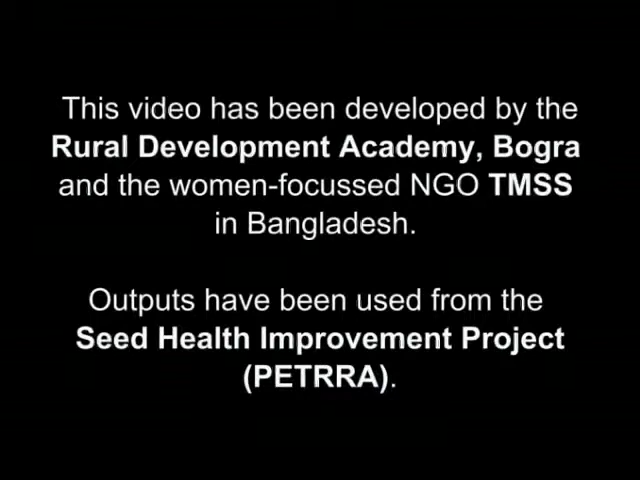 This video has been developed by the
Rural Development Academy, Bogra
and the women-focussed NGO TMSS
in Bangladesh.
Outputs have been used from the
Seed Health Improvement Project
(PETRRA).